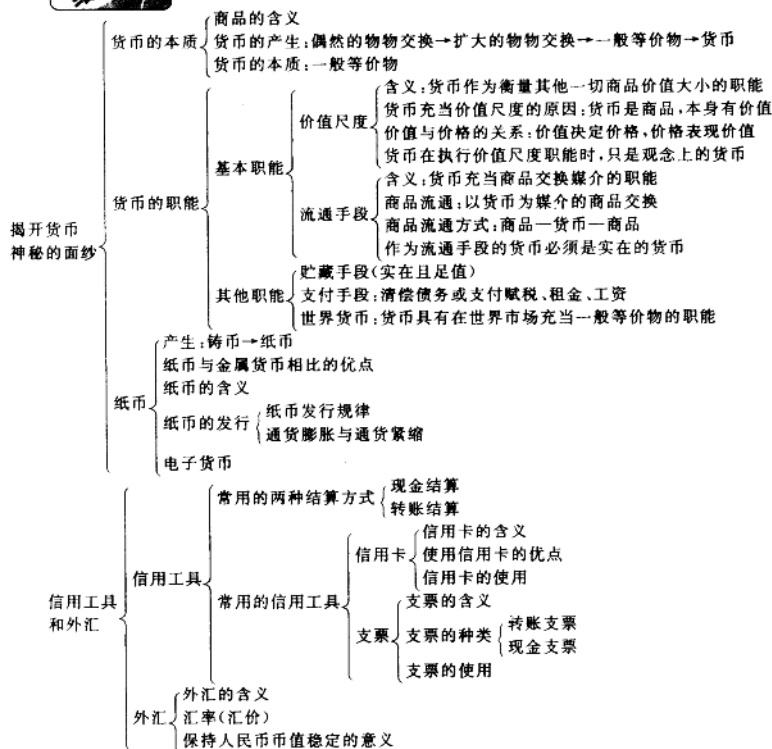 商品的含义
货币的本质
货币的产生:偶然的物物交换→扩大的物物交换→一般等价物→货币
货币的本质:一般等价物
含义:货币作为衡量其他一切商品价值大小的职能
货币充当价值尺度的原因:货币是商品,本身有价值
价值尺度
价值与价格的关系:价值决定价格,价格表现价值
货币在执行价值尺度职能时,只是观念上的货币
基本职能
含义:货币充当商品交换媒介的职能
货币的职能
商品流通:以货币为媒介的商品交换
流通手段
商品流通方式:商品—货币—商品
揭开货币
神秘的面纱
作为流通手段的货币必须是实在的货币
贮藏手段(实在且足值)
其他职能
支付手段:清偿债务或支付赋税、租金、工资
世界货币:货币具有在世界市场充当一般等价物的职能
产生:铸币→纸币
纸币与金属货币相比的优点
纸币的含义
纸币
纸币的发行
纸币发行规律
通货膨胀与通货紧缩
电子货币
常用的两种结算方式
现金结算
转账结算
信用卡的含义
信用卡
使用信用卡的优点
信用卡的使用
信用工具
常用的信用工具
信用工具
和外汇
支票的含义
支票
支票的种类
转账支票
现金支票
支票的使用
外汇的含义
外汇
汇率(汇价)
保持人民币币值稳定的意义